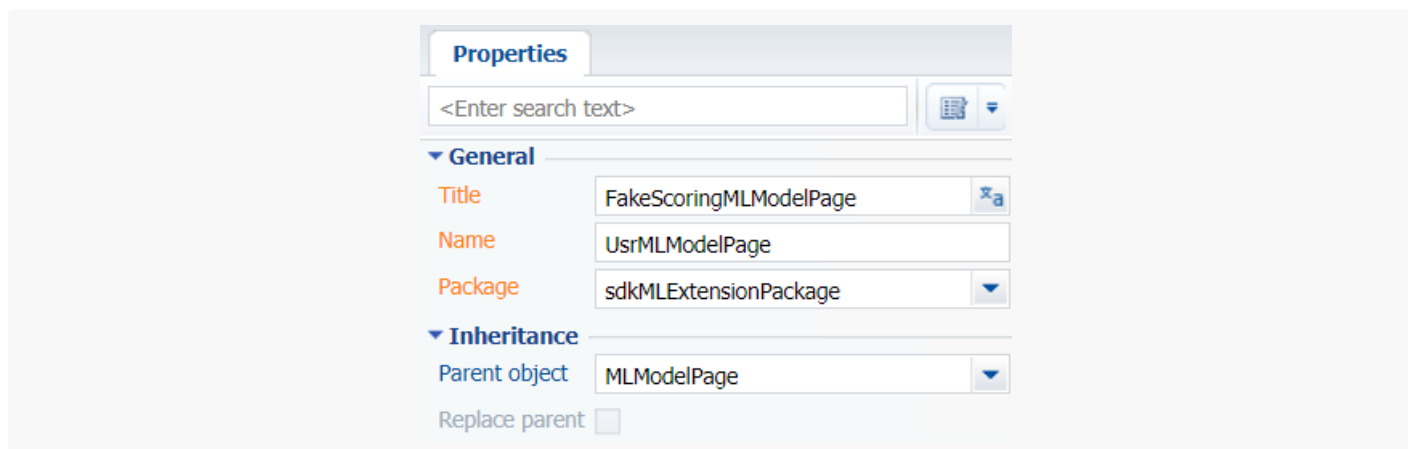 Properties
<Enter search text>
General
Title FakeScoringMLModelPage
Name UsrMLModelPage
Package sdkMLExtensionPackage
Inheritance
Parent object MLModelPage
Replace parent